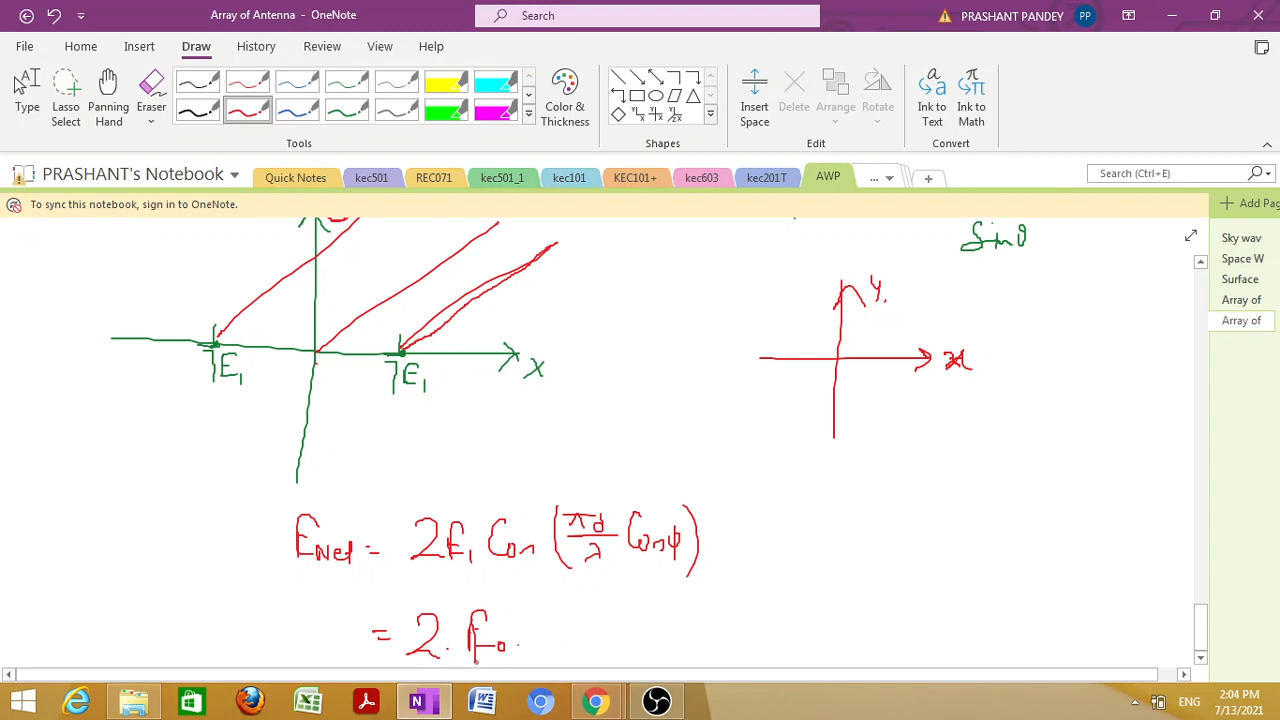 Array of Antenna - OneNote
Search
PRASHANT PANDEY PP
File Home Insert Draw History Review View Help
Type
Lasso Select
Panning Hand
Eraser
Color & Thickness
Insert Space
Delete
Arrange
Rotate
Ink to Text
Ink to Math
Tools Shapes Edit Convert
PRASHANT's Notebook
Quick Notes kec501 REC071 kec501_1 kec101 KEC101+ kec603 kec201T AWP ...
Search (Ctrl+E)
To sync this notebook, sign in to OneNote.
Add Pag
Sky wav
Space W
Surface
Array of
Array of
Sinθ
y
x
E₁ E₁ X
E_Net = 2E₁ Cos (πd/λ Cosφ)
= 2. E₀.
ENG
2:04 PM
7/13/2021